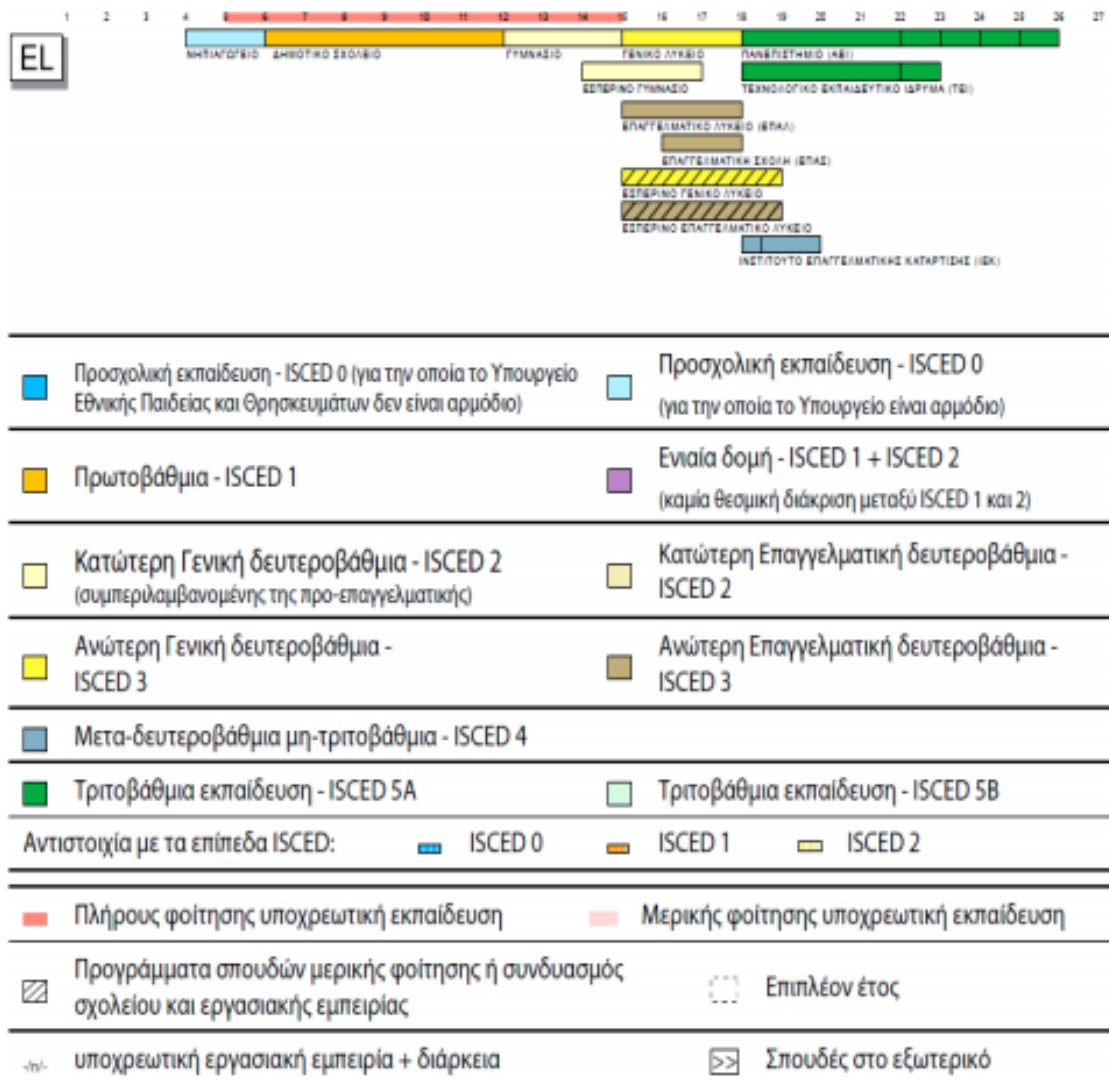 1 2 3 4 5 6 7 8 9 10 11 12 13 14 15 16 17 18 19 20 21 22 23 24 25 26 27
EL
ΝΗΠΙΑΓΩΓΕΙΟ ΔΗΜΟΤΙΚΟ ΣΧΟΛΕΙΟ ΓΥΜΝΑΣΙΟ ΓΕΝΙΚΟ ΛΥΚΕΙΟ ΠΑΝΕΠΙΣΤΗΜΙΟ (ΑΕΙ)
ΕΣΠΕΡΙΝΟ ΓΥΜΝΑΣΙΟ ΤΕΧΝΟΛΟΓΙΚΟ ΕΚΠΑΙΔΕΥΤΙΚΟ ΙΔΡΥΜΑ (ΤΕΙ)
ΕΠΑΓΓΕΛΜΑΤΙΚΟ ΛΥΚΕΙΟ (ΕΠΑΛ)
ΕΠΑΓΓΕΛΜΑΤΙΚΗ ΣΧΟΛΗ (ΕΠΑΣ)
ΕΣΠΕΡΙΝΟ ΓΕΝΙΚΟ ΛΥΚΕΙΟ
ΕΣΠΕΡΙΝΟ ΕΠΑΓΓΕΛΜΑΤΙΚΟ ΛΥΚΕΙΟ
ΙΝΣΤΙΤΟΥΤΟ ΕΠΑΓΓΕΛΜΑΤΙΚΗΣ ΚΑΤΑΡΤΙΣΗΣ (ΙΕΚ)
Προσχολική εκπαίδευση - ISCED 0 (για την οποία το Υπουργείο
Εθνικής Παιδείας και Θρησκευμάτων δεν είναι αρμόδιο)
Προσχολική εκπαίδευση - ISCED 0
(για την οποία το Υπουργείο είναι αρμόδιο)
Πρωτοβάθμια - ISCED 1
Ενιαία δομή - ISCED 1 + ISCED 2
(καμία θεσμική διάκριση μεταξύ ISCED 1 και 2)
Κατώτερη Γενική δευτεροβάθμια - ISCED 2
(συμπεριλαμβανομένης της προ-επαγγελματικής)
Κατώτερη Επαγγελματική δευτεροβάθμια -
ISCED 2
Ανώτερη Γενική δευτεροβάθμια -
ISCED 3
Ανώτερη Επαγγελματική δευτεροβάθμια -
ISCED 3
Μετα-δευτεροβάθμια μη-τριτοβάθμια - ISCED 4
Τριτοβάθμια εκπαίδευση - ISCED 5A
Τριτοβάθμια εκπαίδευση - ISCED 5B
Αντιστοιχία με τα επίπεδα ISCED: ISCED 0 ISCED 1 ISCED 2
Πλήρους φοίτησης υποχρεωτική εκπαίδευση
Μερικής φοίτησης υποχρεωτική εκπαίδευση
Προγράμματα σπουδών μερικής φοίτησης ή συνδυασμός
σχολείου και εργασιακής εμπειρίας
Επιπλέον έτος
-/n/- υποχρεωτική εργασιακή εμπειρία + διάρκεια
>> Σπουδές στο εξωτερικό